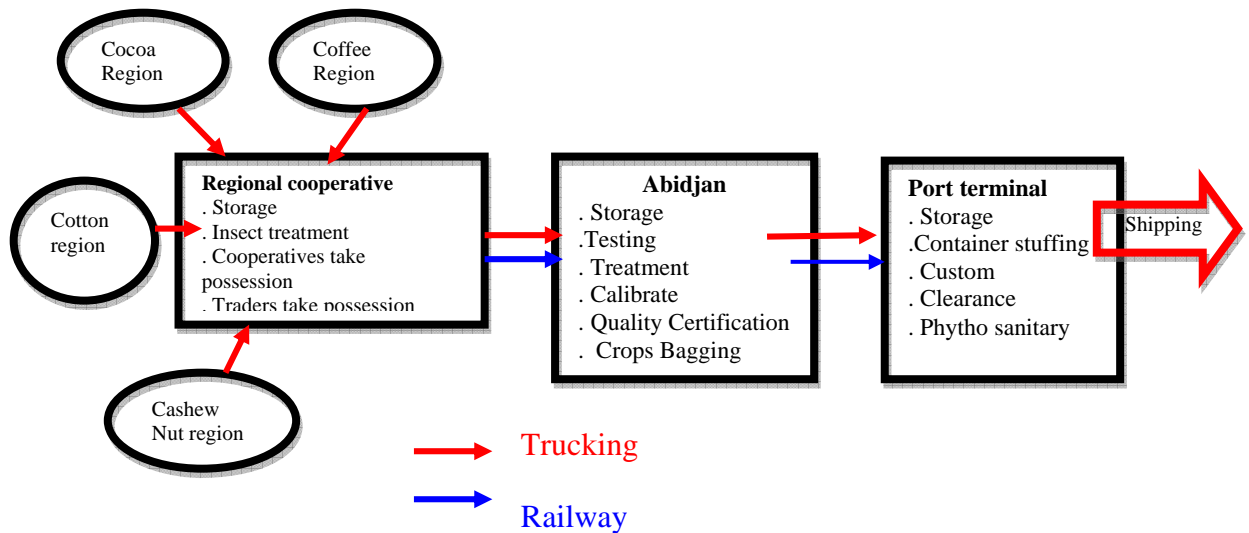 Cocoa
Region
Coffee
Region
Cotton
region
Regional cooperative
. Storage
. Insect treatment
. Cooperatives take
possession
. Traders take possession
Cashew
Nut region
Abidjan
. Storage
.Testing
. Treatment
. Calibrate
. Quality Certification
. Crops Bagging
Port terminal
. Storage
.Container stuffing
. Custom
. Clearance
. Phytho sanitary
Shipping
Trucking
Railway